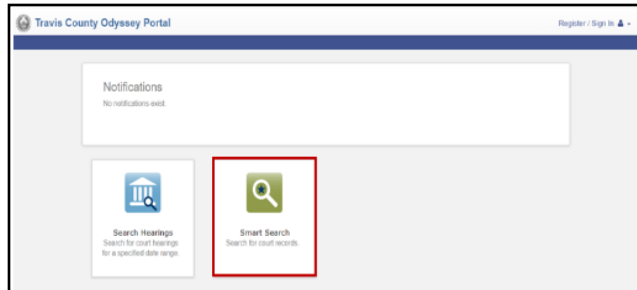 Travis County Odyssey Portal
Register / Sign In
Notifications
No notifications exist
Search Hearings
Search for court hearings
for a specified date range
Smart Search
Search for court records.